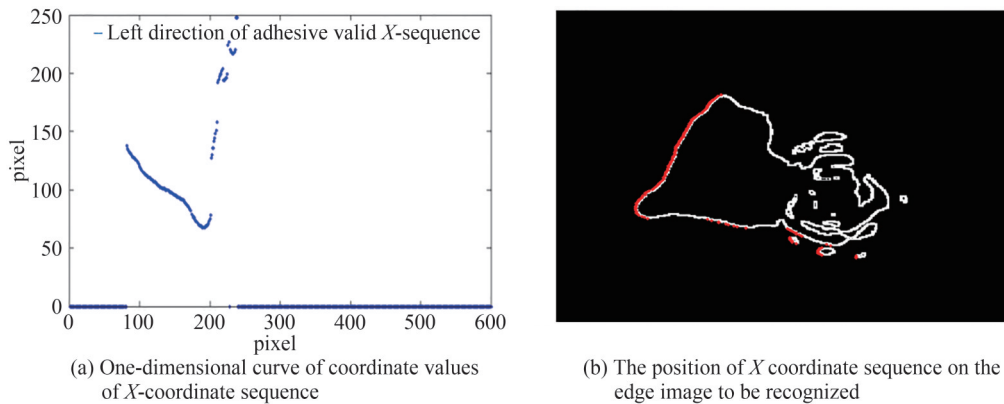 250
– Left direction of adhesive valid X-sequence
200
150
100
50
0
pixel
0 100 200 300 400 500 600
pixel
(a) One-dimensional curve of coordinate values
of X-coordinate sequence
(b) The position of X coordinate sequence on the
edge image to be recognized